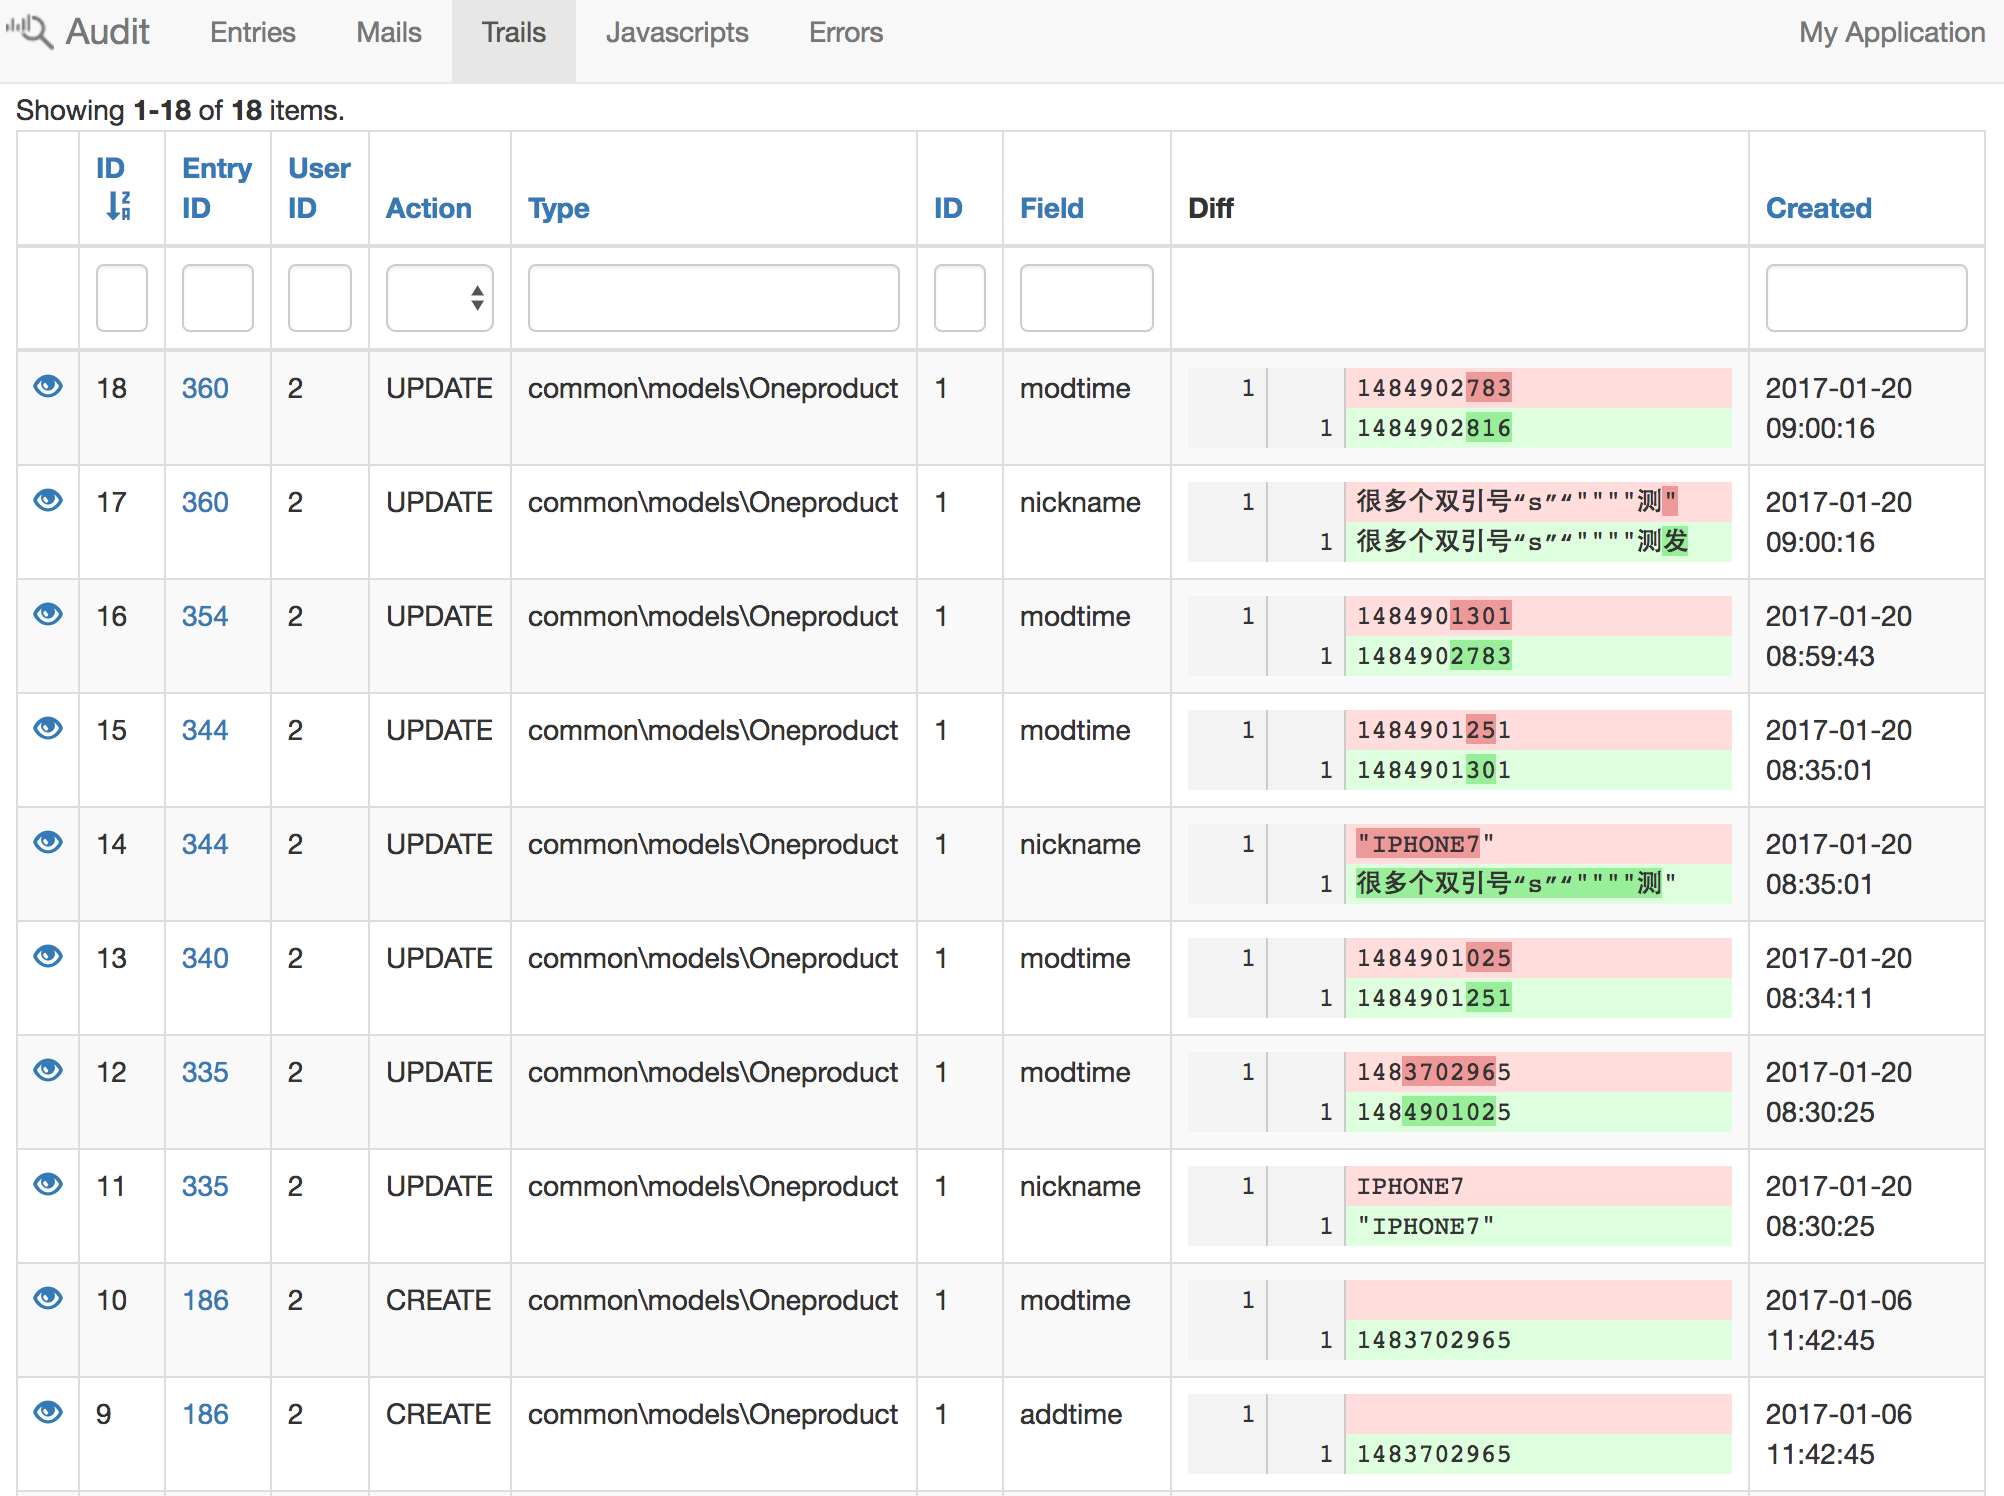 Audit Entries Mails Trails Javascripts Errors My Application
Showing 1-18 of 18 items.
ID Entry ID User ID Action Type ID Field Diff Created
18 360 2 UPDATE common\models\Oneproduct 1 modtime 1 1484902783 2017-01-20
1 1484902816 09:00:16
17 360 2 UPDATE common\models\Oneproduct 1 nickname 1 很多个双引号“s”“""""测" 2017-01-20
1 很多个双引号“s”“""""测发 09:00:16
16 354 2 UPDATE common\models\Oneproduct 1 modtime 1 1484901301 2017-01-20
1 1484902783 08:59:43
15 344 2 UPDATE common\models\Oneproduct 1 modtime 1 1484901251 2017-01-20
1 1484901301 08:35:01
14 344 2 UPDATE common\models\Oneproduct 1 nickname 1 "IPHONE7" 2017-01-20
1 很多个双引号“s”“""""测" 08:35:01
13 340 2 UPDATE common\models\Oneproduct 1 modtime 1 1484901025 2017-01-20
1 1484901251 08:34:11
12 335 2 UPDATE common\models\Oneproduct 1 modtime 1 1483702965 2017-01-20
1 1484901025 08:30:25
11 335 2 UPDATE common\models\Oneproduct 1 nickname 1 IPHONE7 2017-01-20
1 "IPHONE7" 08:30:25
10 186 2 CREATE common\models\Oneproduct 1 modtime 1 2017-01-06
1 1483702965 11:42:45
9 186 2 CREATE common\models\Oneproduct 1 addtime 1 2017-01-06
1 1483702965 11:42:45